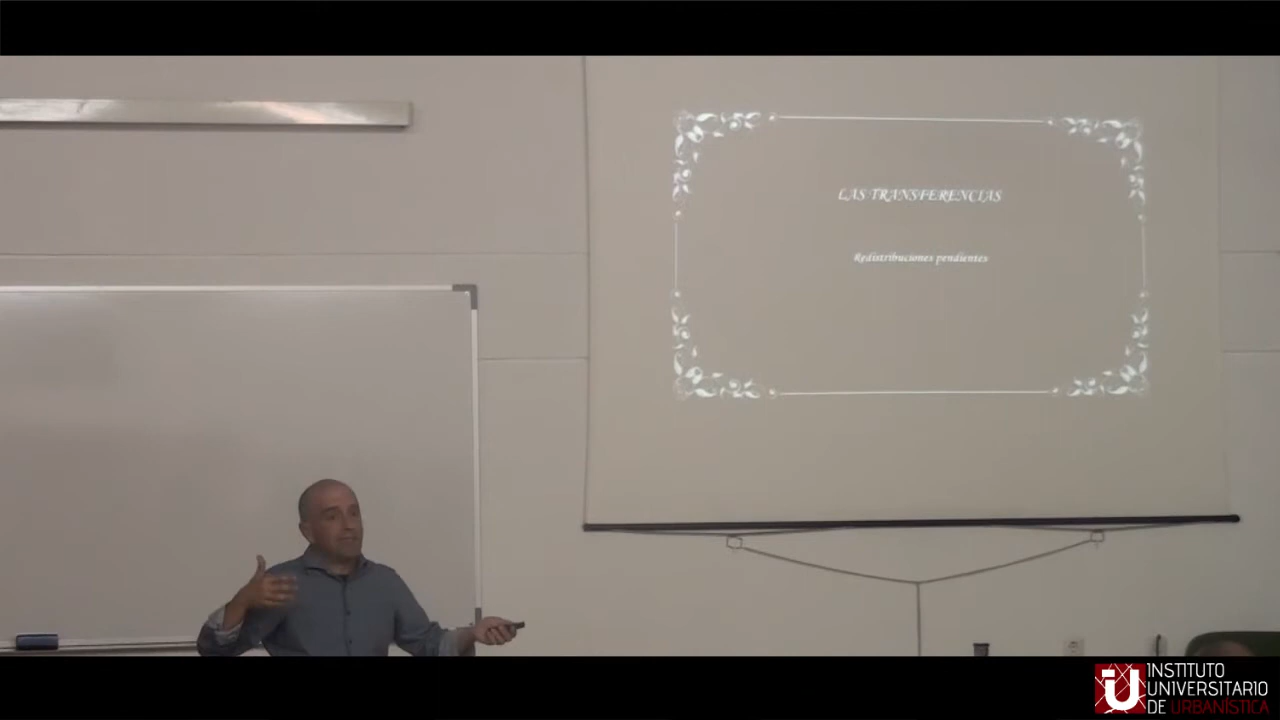 LAS TRANSFERENCIAS
Redistribuciones pendientes
INSTITUTO
UNIVERSITARIO
DE URBANÍSTICA